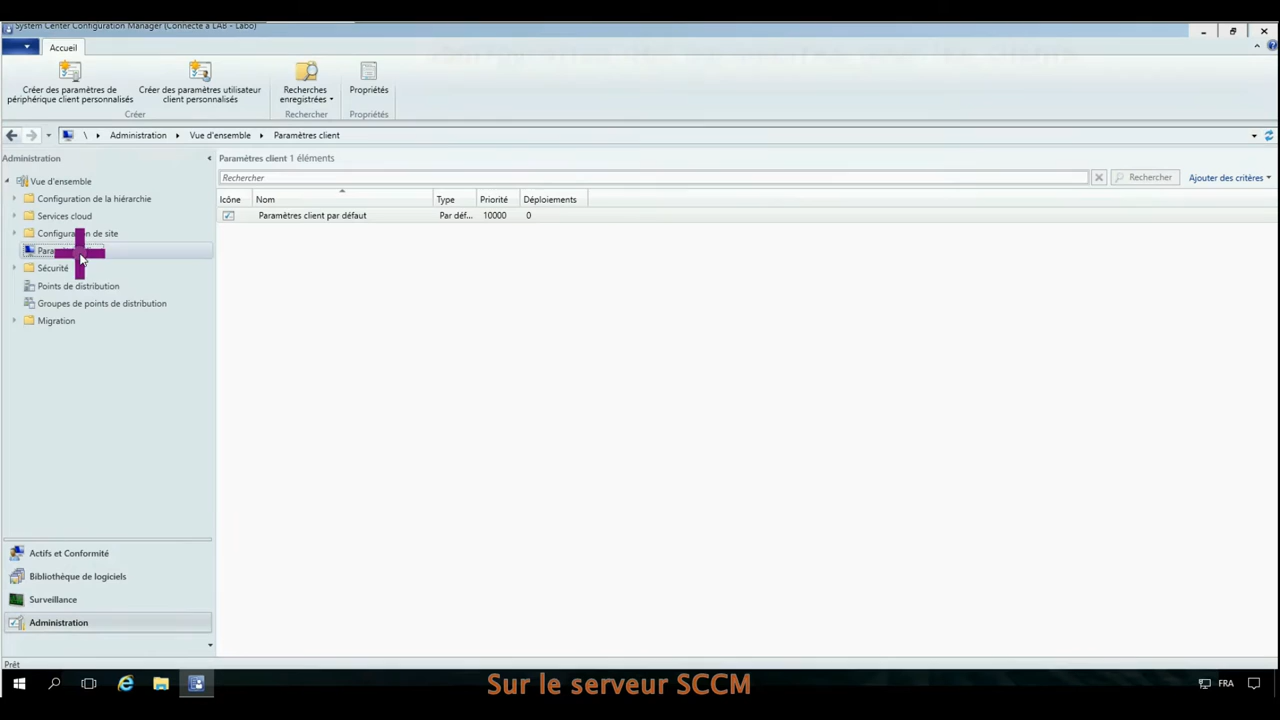 System Center Configuration Manager (Connecté à LAB - Labo)
Accueil
Créer des paramètres de périphérique client personnalisés
Créer des paramètres utilisateur client personnalisés
Recherches enregistrées
Propriétés
Créer
Rechercher
Propriétés
\ Administration Vue d'ensemble Paramètres client
Administration
Vue d'ensemble
Configuration de la hiérarchie
Services cloud
Configuration de site
Sécurité
Points de distribution
Groupes de points de distribution
Migration
Actifs et Conformité
Bibliothèque de logiciels
Surveillance
Administration
Paramètres client 1 éléments
Rechercher
Rechercher
Ajouter des critères
Icône Nom Type Priorité Déploiements
Paramètres client par défaut Par déf... 10000 0
Prêt
Sur le serveur SCCM
FRA